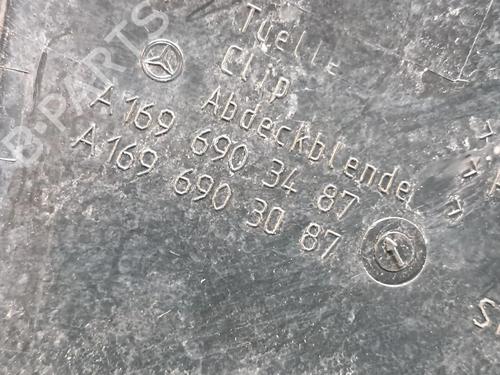 Tuelle
Clip
Abdeckblende
A 169 690 34 87
A 169 690 30 87
B-PARTS